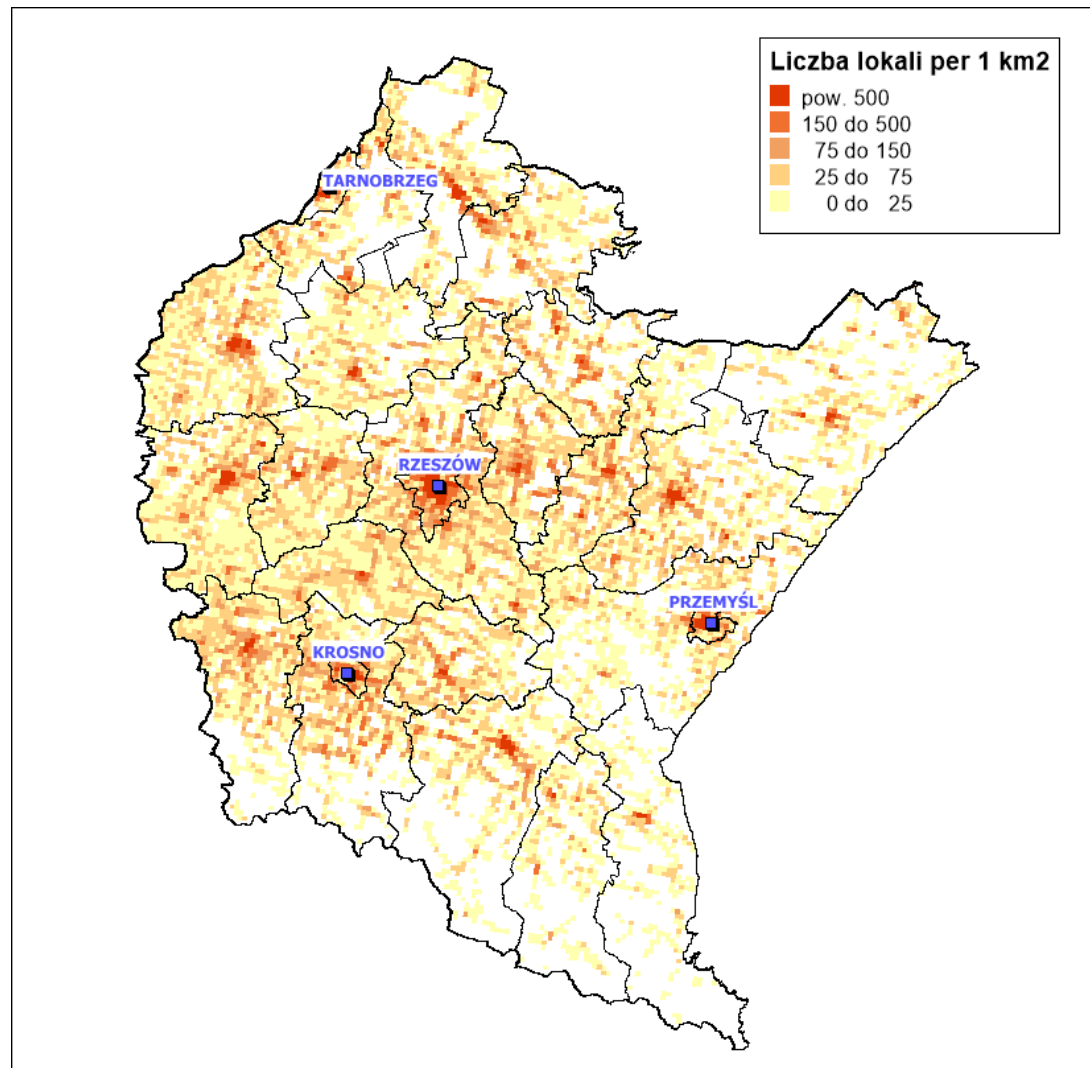 Liczba lokali per 1 km2
pow. 500
150 do 500
75 do 150
25 do 75
0 do 25
TARNOBRZEG
RZESZÓW
PRZEMYŚL
KROSNO